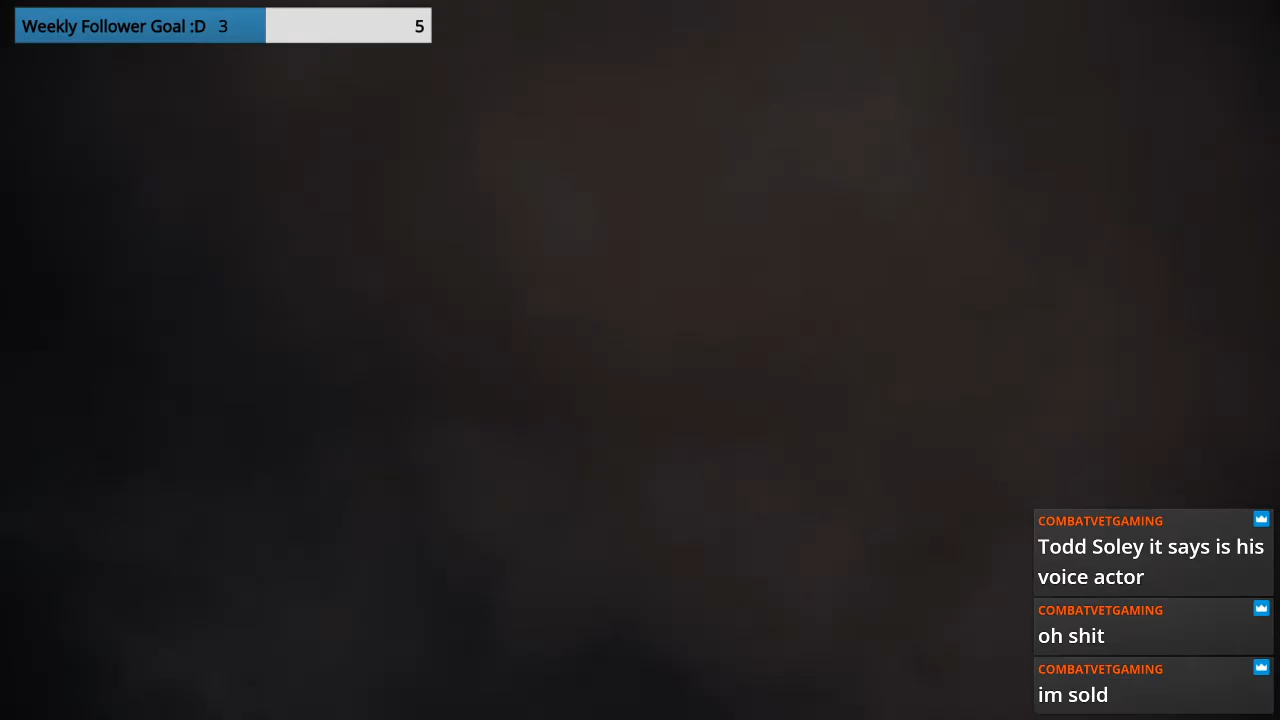 Weekly Follower Goal :D 3 5
COMBATVETGAMING
Todd Soley it says is his
voice actor
COMBATVETGAMING
oh shit
COMBATVETGAMING
im sold